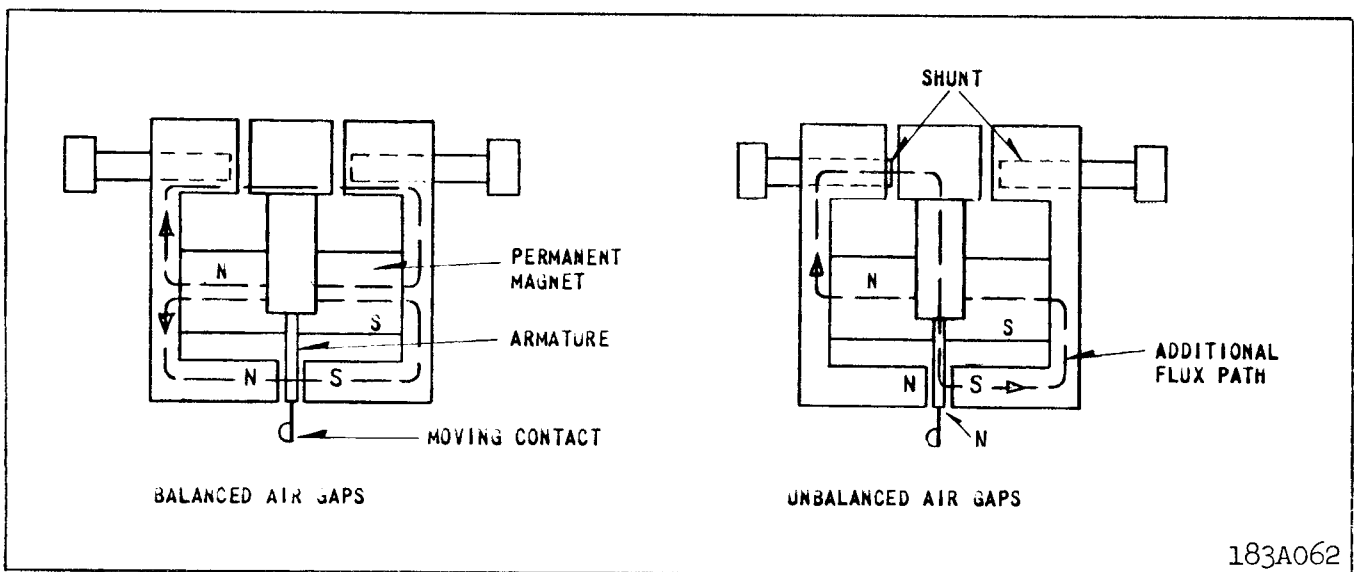 SHUNT
N
PERMANENT
MAGNET
S
ARMATURE
N S
MOVING CONTACT
BALANCED AIR GAPS
N
S
ADDITIONAL
FLUX PATH
N S
N
UNBALANCED AIR GAPS
183A062